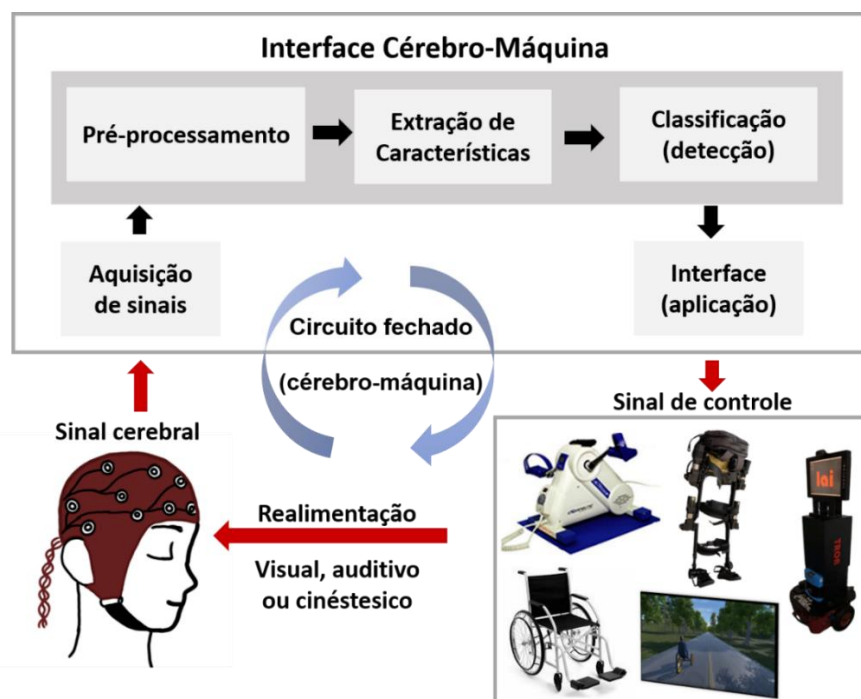 Interface Cérebro-Máquina
Pré-processamento
Extração de
Características
Classificação
(detecção)
Aquisição
de sinais
Interface
(aplicação)
Circuito fechado
(cérebro-máquina)
Sinal de controle
Sinal cerebral
Realimentação
Visual, auditivo
ou cinéstesico
lai